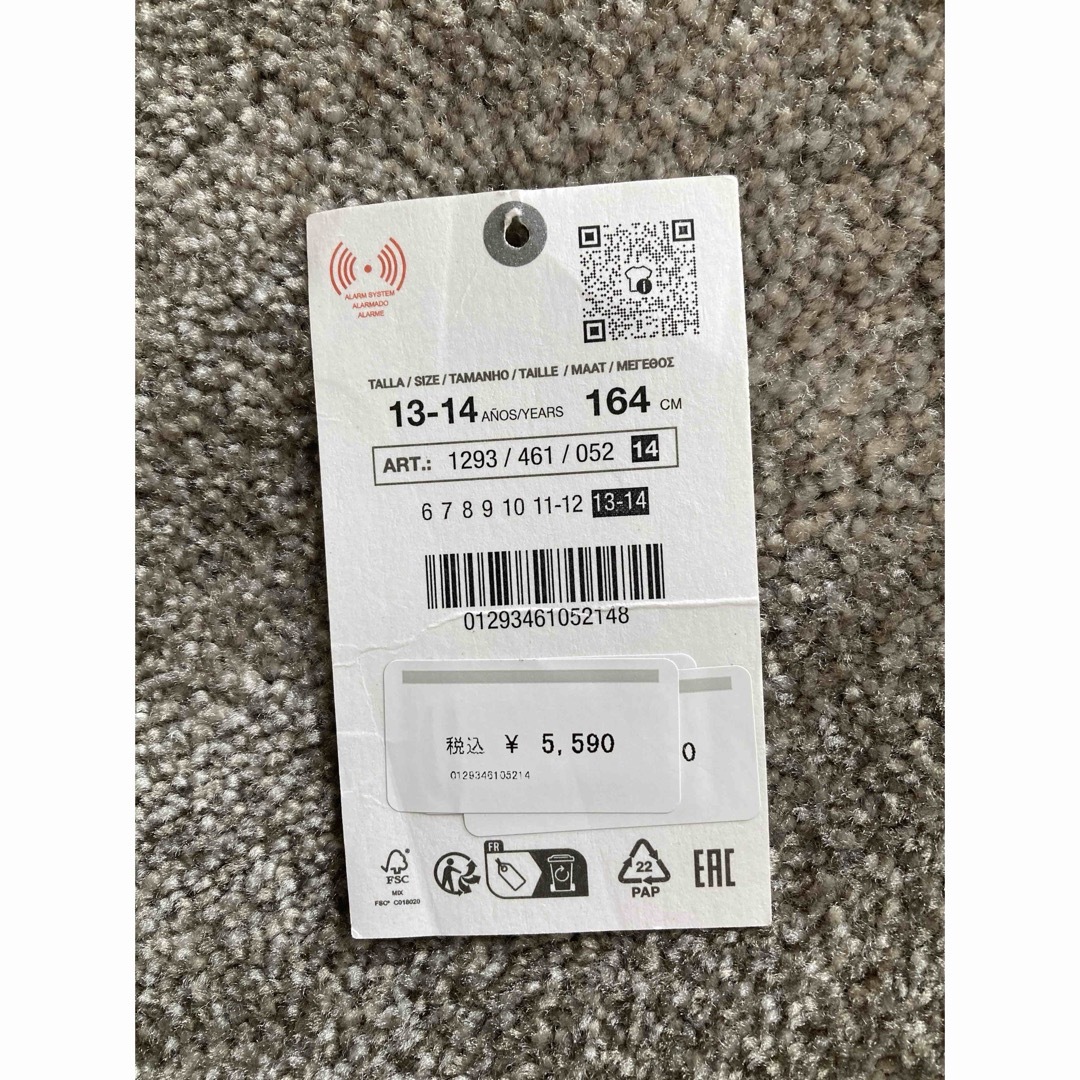 ALARM SYSTEM
ALARMADO
ALARME
TALLA / SIZE / TAMANHO / TAILLE / MAAT / ΜΕΓΕΘΟΣ
13-14 AÑOS/YEARS 164 CM
ART.: 1293 / 461 / 052 14
6 7 8 9 10 11-12 13-14
01293461052148
税込 ¥ 5,590
0
0129346105214
FR
FSC
MIX
FSC® C018020
22
PAP
EAC